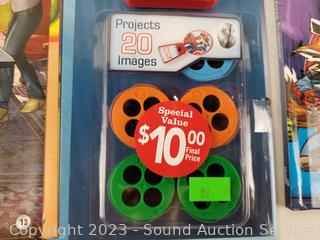 Projects
20
Images
Special
Value
$10.00
Final
Price
13
Copyright 2023 - Sound Auction Service